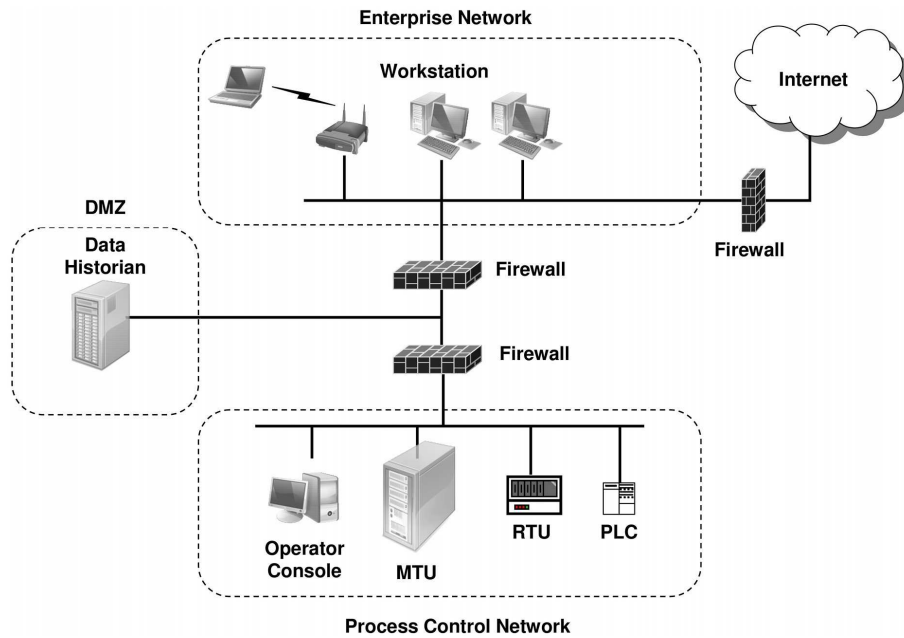 Enterprise Network
Workstation
Internet
Firewall
DMZ
Data
Historian
Firewall
Firewall
Operator
Console
MTU
RTU
PLC
Process Control Network